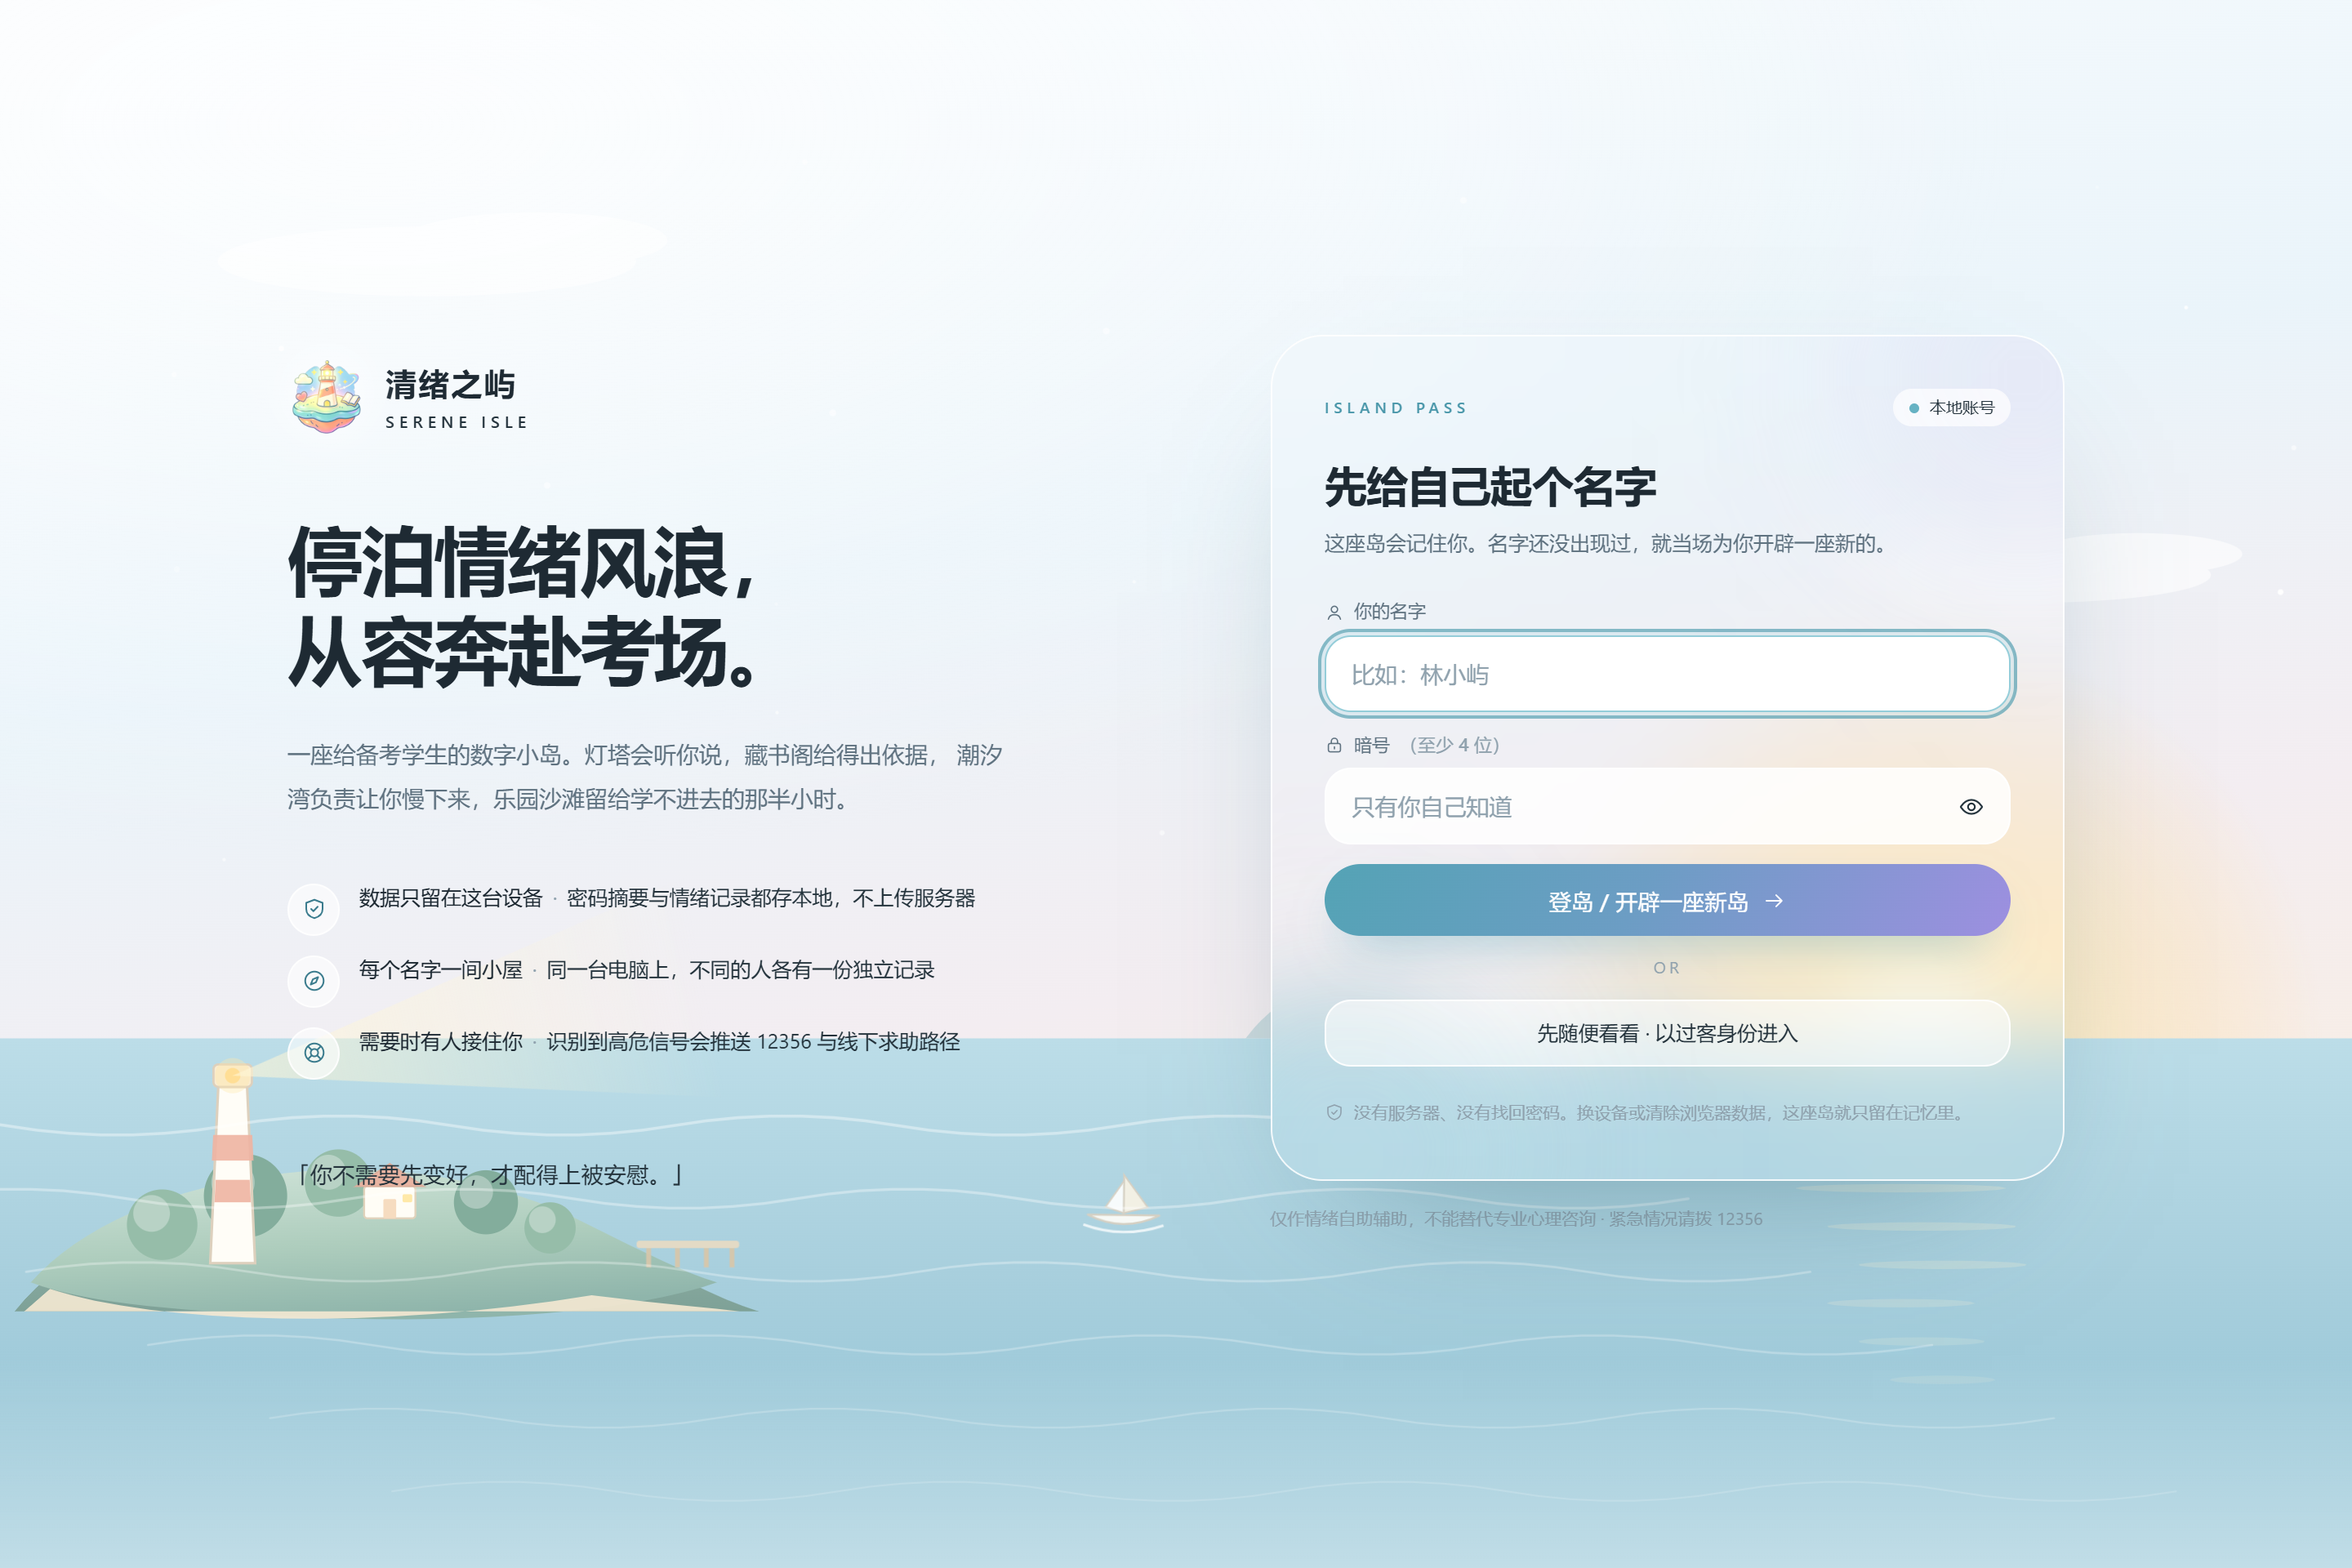 清绪之屿
SERENE ISLE
停泊情绪风浪，
从容奔赴考场。
一座给备考学生的数字小岛。灯塔会听你说，藏书阁给得出依据， 潮汐
湾负责让你慢下来，乐园沙滩留给学不进去的那半小时。
数据只留在这台设备 · 密码摘要与情绪记录都存本地，不上传服务器
每个名字一间小屋 · 同一台电脑上，不同的人各有一份独立记录
需要时有人接住你 · 识别到高危信号会推送 12356 与线下求助路径
「你不需要先变好，才配得上被安慰。」
ISLAND PASS
本地账号
先给自己起个名字
这座岛会记住你。名字还没出现过，就当场为你开辟一座新的。
你的名字
比如：林小屿
暗号 （至少 4 位）
只有你自己知道
登岛 / 开辟一座新岛 →
OR
先随便看看 · 以过客身份进入
没有服务器、没有找回密码。换设备或清除浏览器数据，这座岛就只留在记忆里。
仅作情绪自助辅助，不能替代专业心理咨询 · 紧急情况请拨 12356